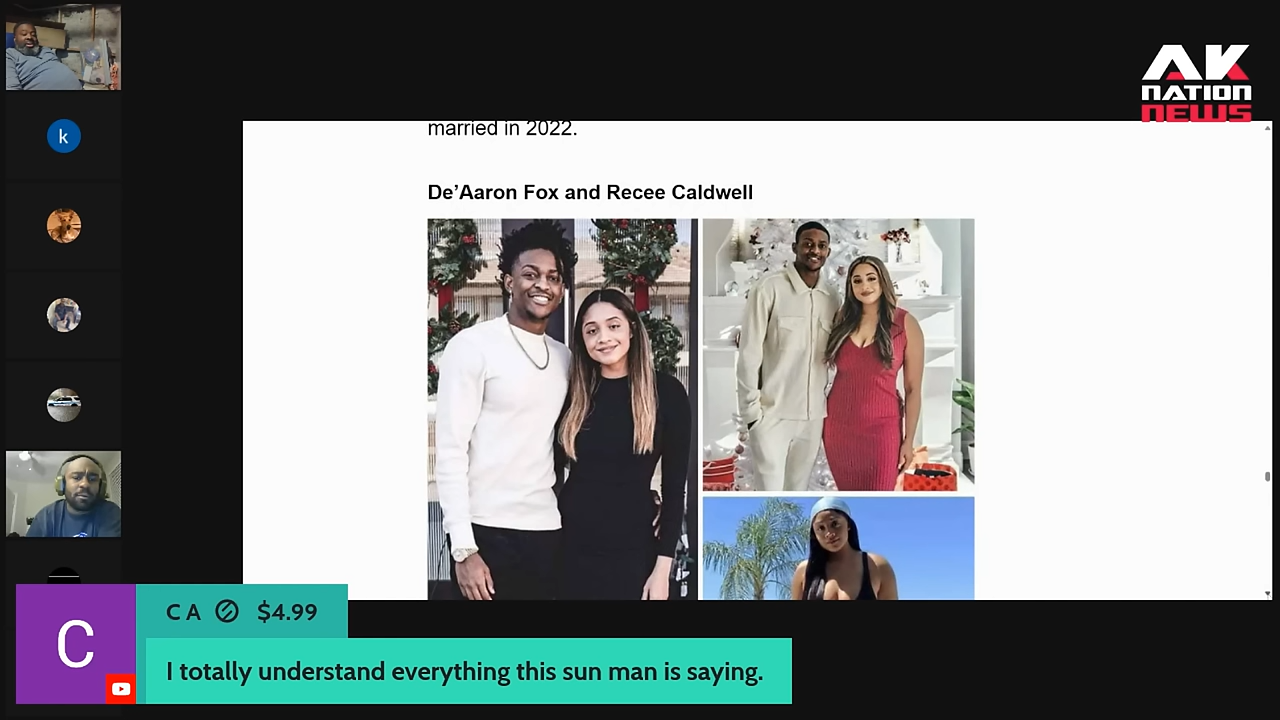 AK
NATION
NEWS
married in 2022.
k
De’Aaron Fox and Recee Caldwell
C
C A $4.99
I totally understand everything this sun man is saying.